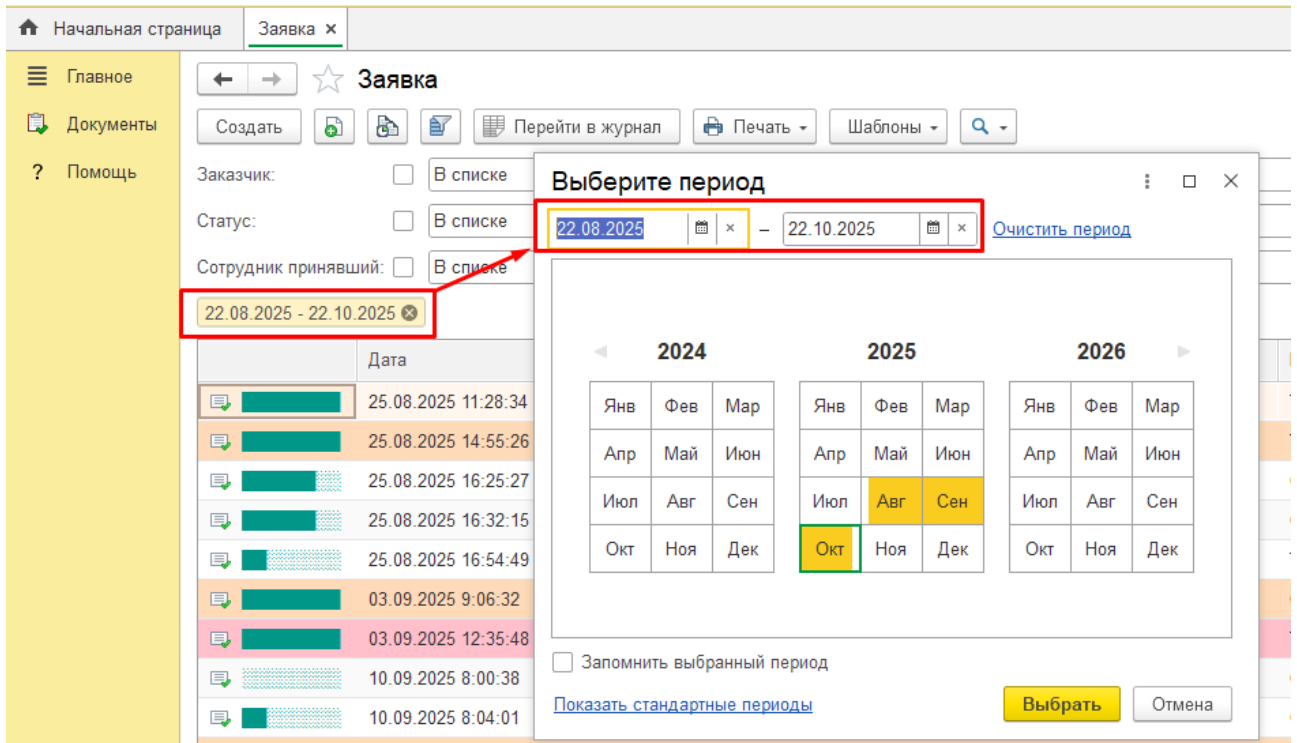 Начальная страница
Заявка ×
Главное
Документы
? Помощь
Заявка
Создать
Перейти в журнал
Печать
Шаблоны
Заказчик:
В списке
Статус:
В списке
Сотрудник принявший:
В списке
22.08.2025 - 22.10.2025
Дата
25.08.2025 11:28:34
25.08.2025 14:55:26
25.08.2025 16:25:27
25.08.2025 16:32:15
25.08.2025 16:54:49
03.09.2025 9:06:32
03.09.2025 12:35:48
10.09.2025 8:00:38
10.09.2025 8:04:01
Выберите период
22.08.2025 – 22.10.2025 Очистить период
2024 2025 2026
Янв Фев Мар Янв Фев Мар Янв Фев Мар
Апр Май Июн Апр Май Июн Апр Май Июн
Июл Авг Сен Июл Авг Сен Июл Авг Сен
Окт Ноя Дек Окт Ноя Дек Окт Ноя Дек
Запомнить выбранный период
Показать стандартные периоды
Выбрать
Отмена